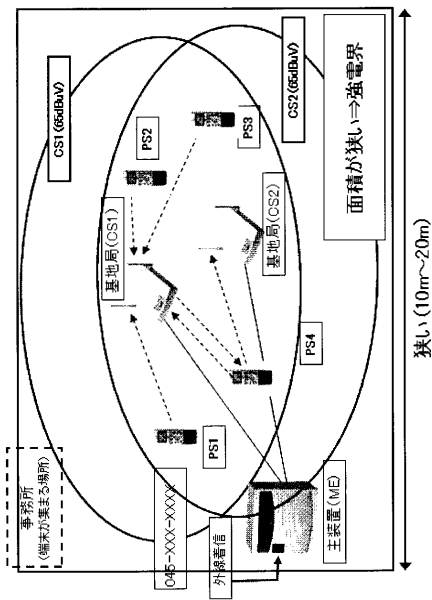 事務所
(端末が集まる場所)
CS1(65dBuV)
CS2(65dBuV)
面積が狭い⇒強電界
基地局(CS1)
基地局(CS2)
PS1
PS2
PS3
PS4
045-XXX-XXXX
外線着信
主装置(ME)
狭い(10m～20m)